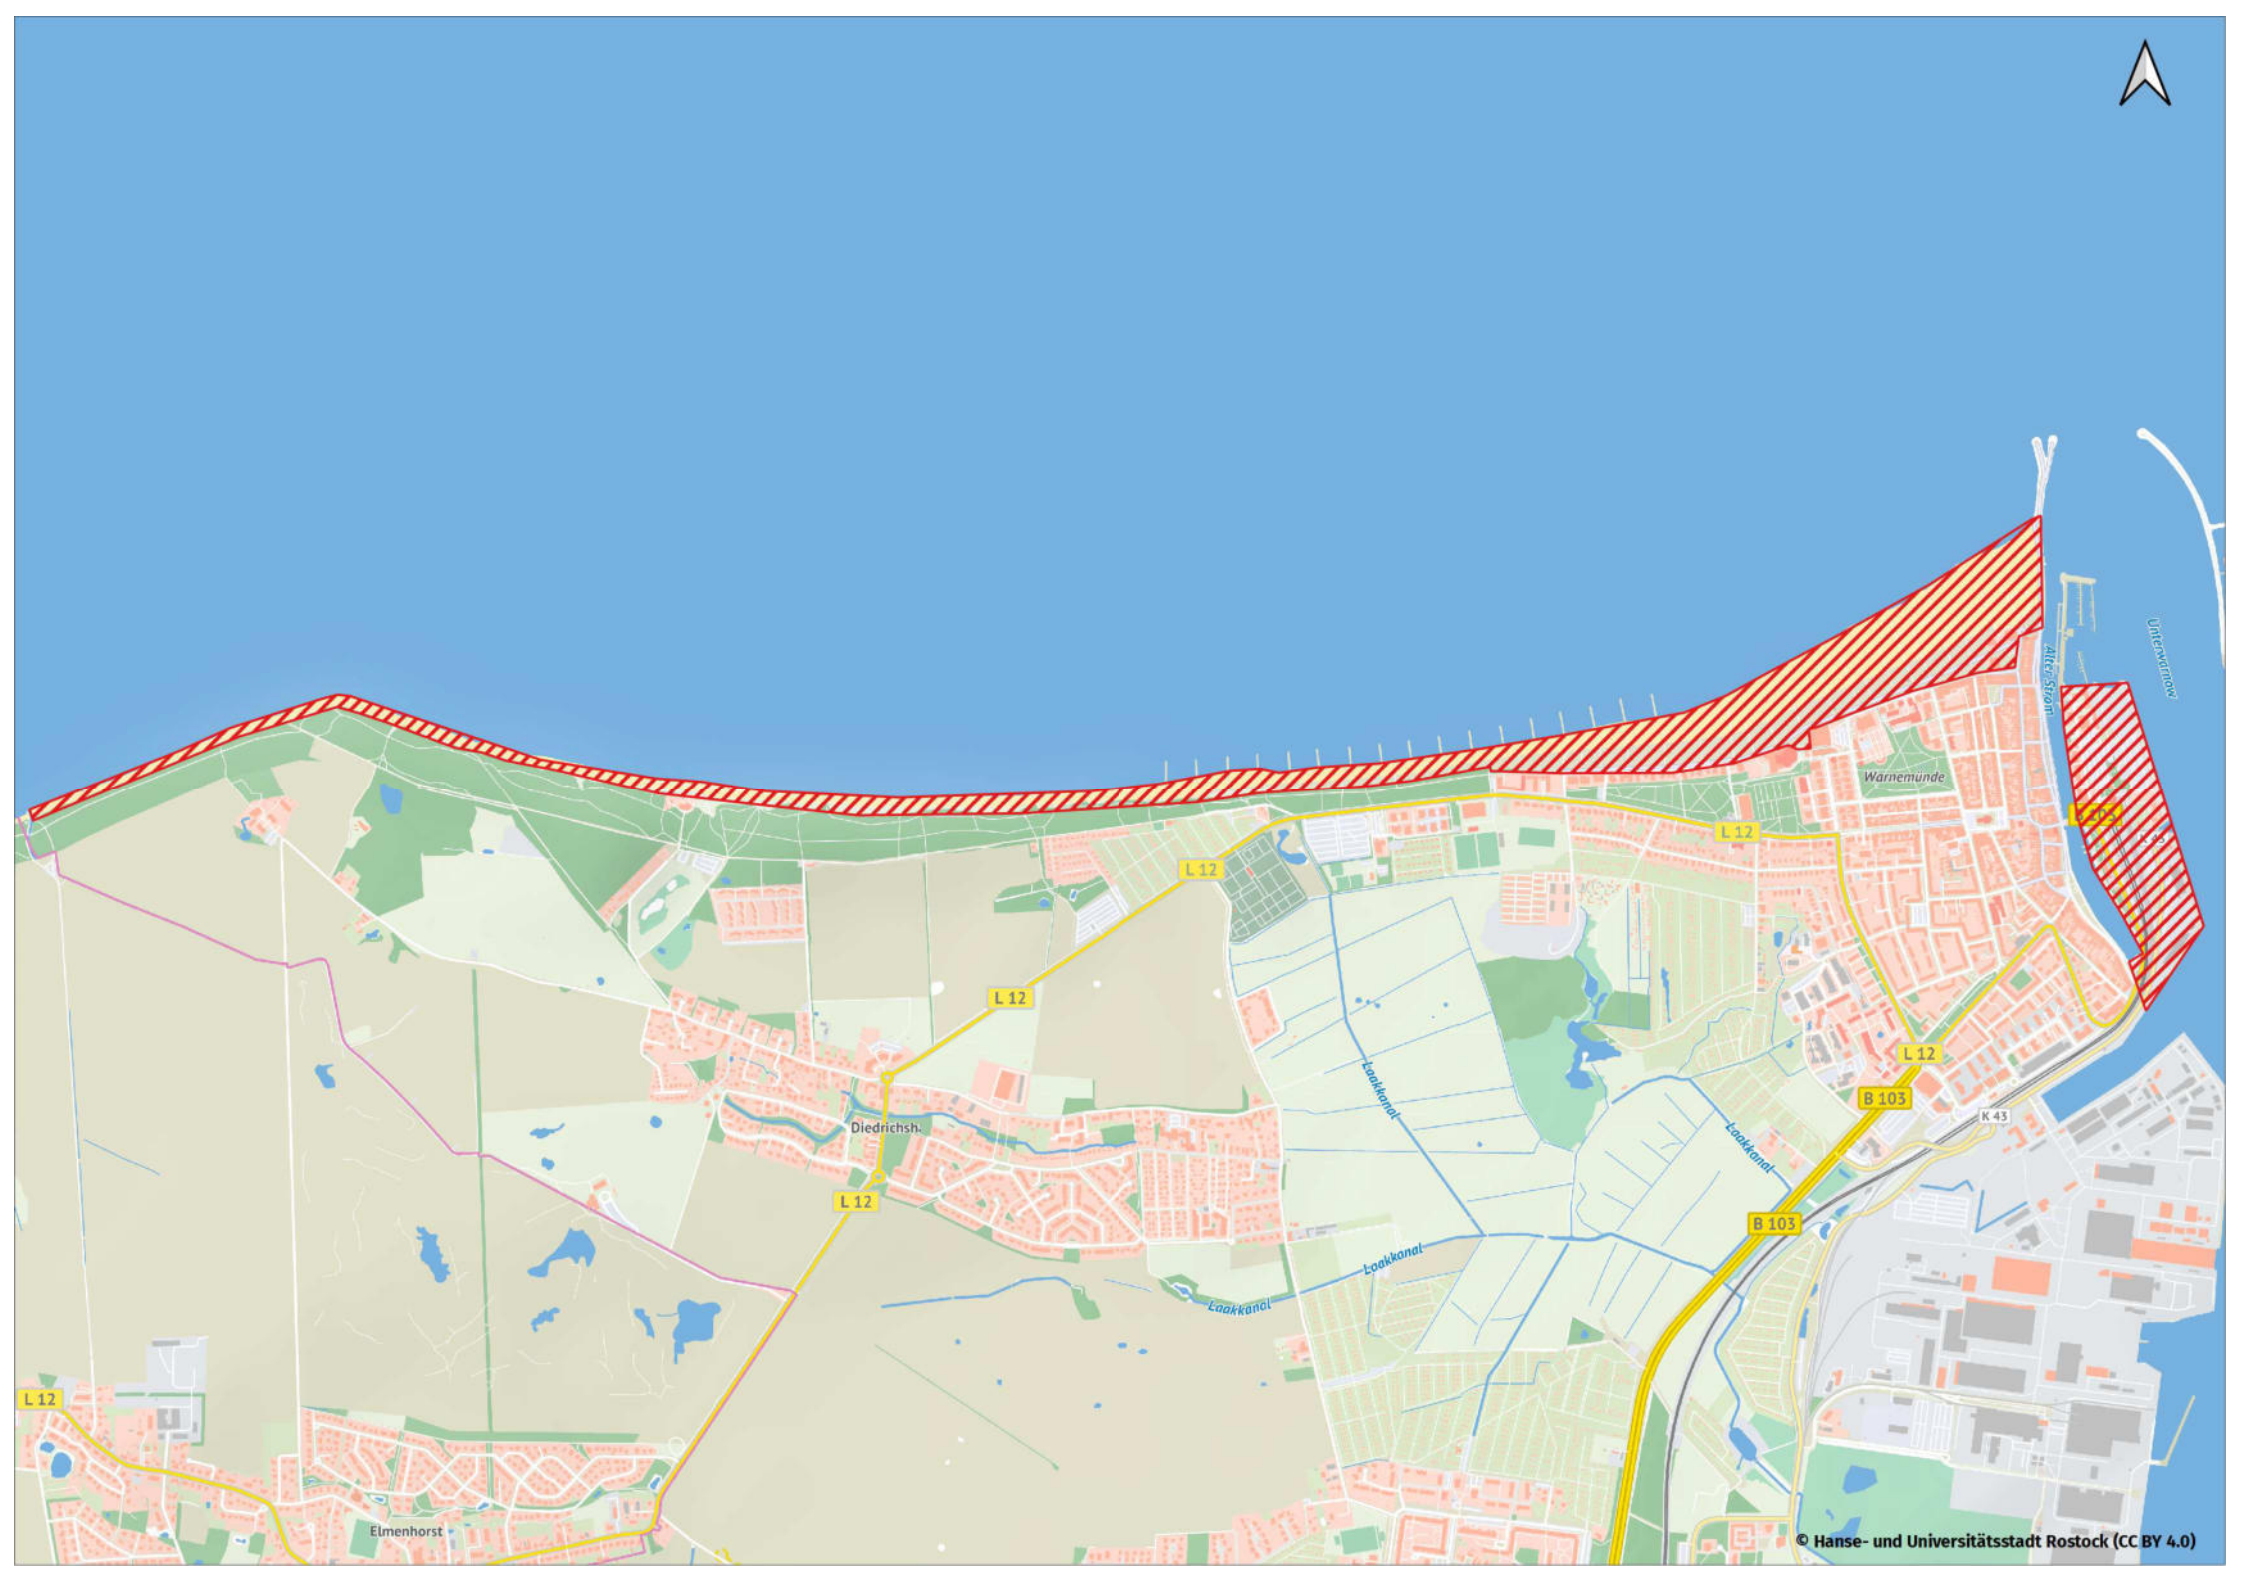 Unterwarnow
Alter Strom
Warnemünde
B 103
L 12
L 12
L 12
Laakkanal
L 12
B 103
K 43
Diedrichsh.
Laakkanal
L 12
B 103
Laakkanal
Laakkanal
L 12
Elmenhorst
© Hanse- und Universitätsstadt Rostock (CC BY 4.0)